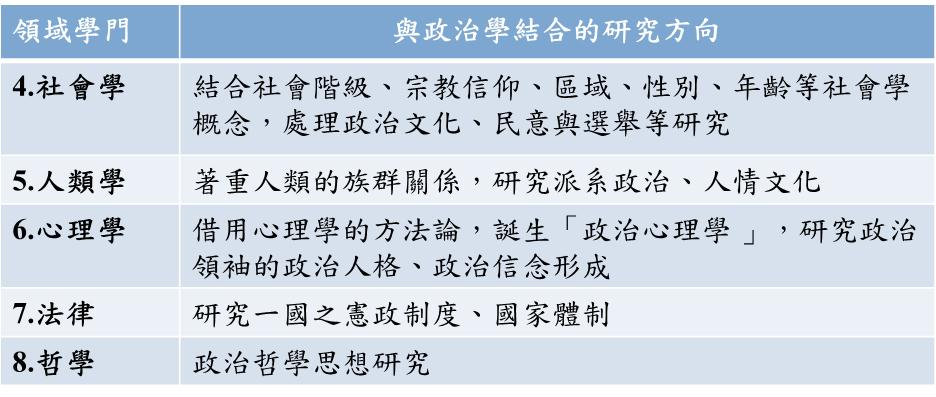 領域學門 與政治學結合的研究方向
4.社會學 結合社會階級、宗教信仰、區域、性別、年齡等社會學
概念，處理政治文化、民意與選舉等研究
5.人類學 著重人類的族群關係，研究派系政治、人情文化
6.心理學 借用心理學的方法論，誕生「政治心理學 」，研究政治
領袖的政治人格、政治信念形成
7.法律 研究一國之憲政制度、國家體制
8.哲學 政治哲學思想研究